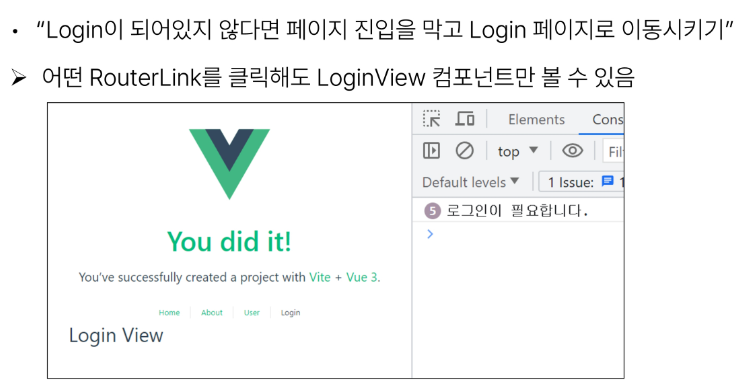 • “Login이 되어있지 않다면 페이지 진입을 막고 Login 페이지로 이동시키기”
➢ 어떤 RouterLink를 클릭해도 LoginView 컴포넌트만 볼 수 있음
Elements Cons
top ▼ Fil
Default levels ▼ 1 Issue: 1
5 로그인이 필요합니다.
>
You did it!
You’ve successfully created a project with Vite + Vue 3.
Home About User Login
Login View